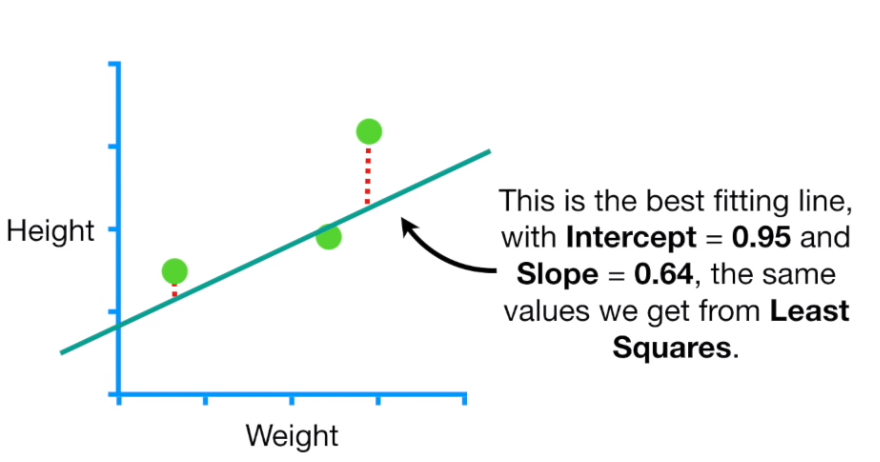 Height
This is the best fitting line,
with Intercept = 0.95 and
Slope = 0.64, the same
values we get from Least
Squares.
Weight